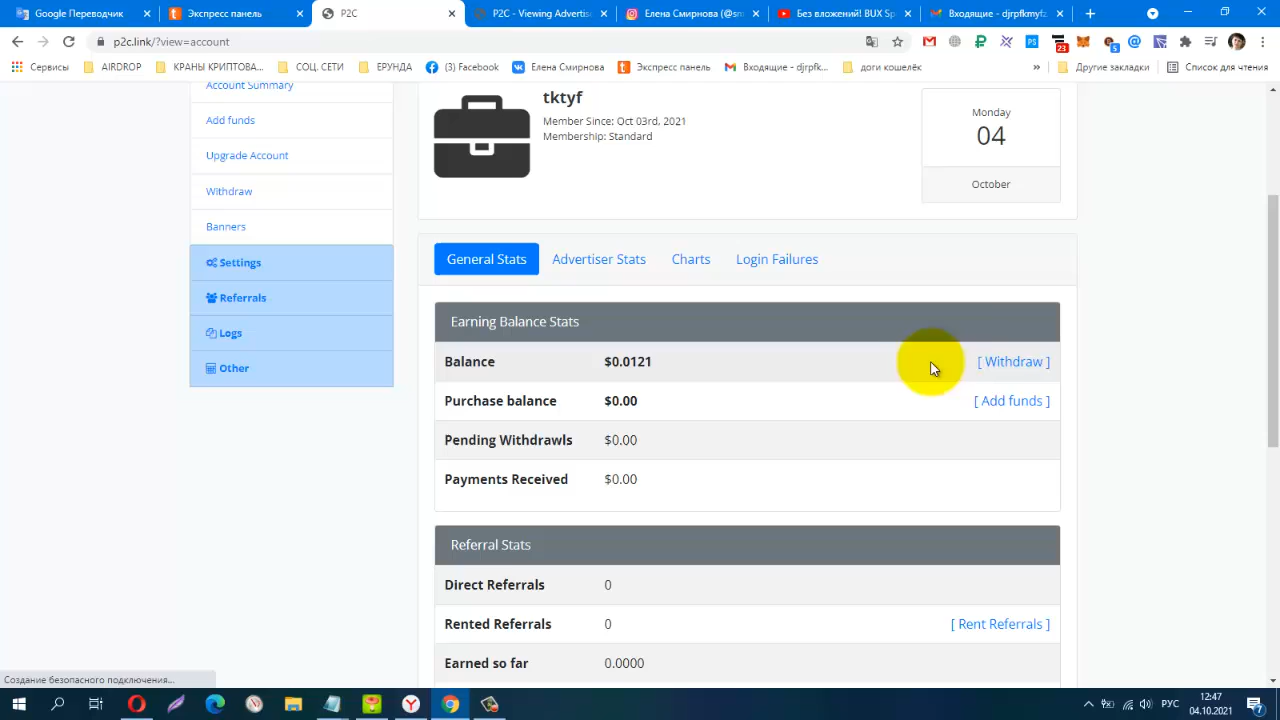 Google Переводчик
Экспресс панель
P2C
P2C - Viewing Advertise
Елена Смирнова (@sm
Без вложений! BUX Sp
Входящие - djrpfkmyfz
p2c.link/?view=account
Сервисы
AIRDROP
КРАНЫ КРИПТОВА...
СОЦ. СЕТИ
ЕРУНДА
(3) Facebook
Елена Смирнова
Экспресс панель
Входящие - djrpfk...
доги кошелёк
»
Другие закладки
Список для чтения
Account Summary
Add funds
Upgrade Account
Withdraw
Banners
Settings
Referrals
Logs
Other
tktyf
Member Since: Oct 03rd, 2021
Membership: Standard
Monday
04
October
General Stats
Advertiser Stats
Charts
Login Failures
Earning Balance Stats
Balance $0.0121 [ Withdraw ]
Purchase balance $0.00 [ Add funds ]
Pending Withdrawls $0.00
Payments Received $0.00
Referral Stats
Direct Referrals 0
Rented Referrals 0 [ Rent Referrals ]
Earned so far 0.0000
Создание безопасного подключения...
РУС
12:47
04.10.2021